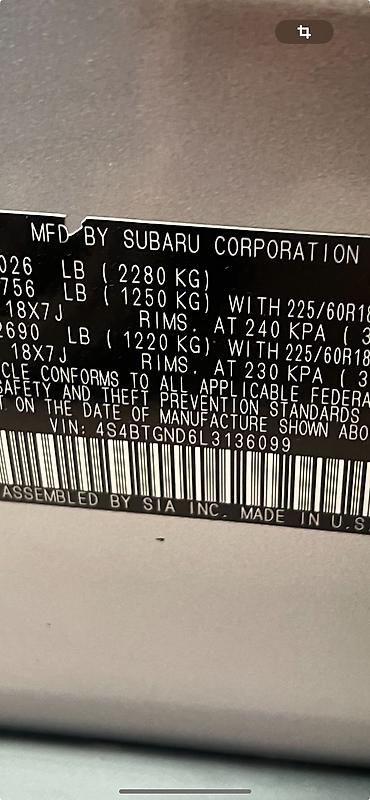 MFD BY SUBARU CORPORATION
026 LB ( 2280 KG)
756 LB ( 1250 KG) WITH 225/60R18
18X7J RIMS. AT 240 KPA ( 3
2690 LB ( 1220 KG) WITH 225/60R18
18X7J RIMS. AT 230 KPA ( 3
CLE CONFORMS TO ALL APPLICABLE FEDERA
SAFETY AND THEFT PREVENTION STANDARDS
T ON THE DATE OF MANUFACTURE SHOWN ABO
VIN: 4S4BTGND6L3136099
ASSEMBLED BY SIA INC. MADE IN U.S